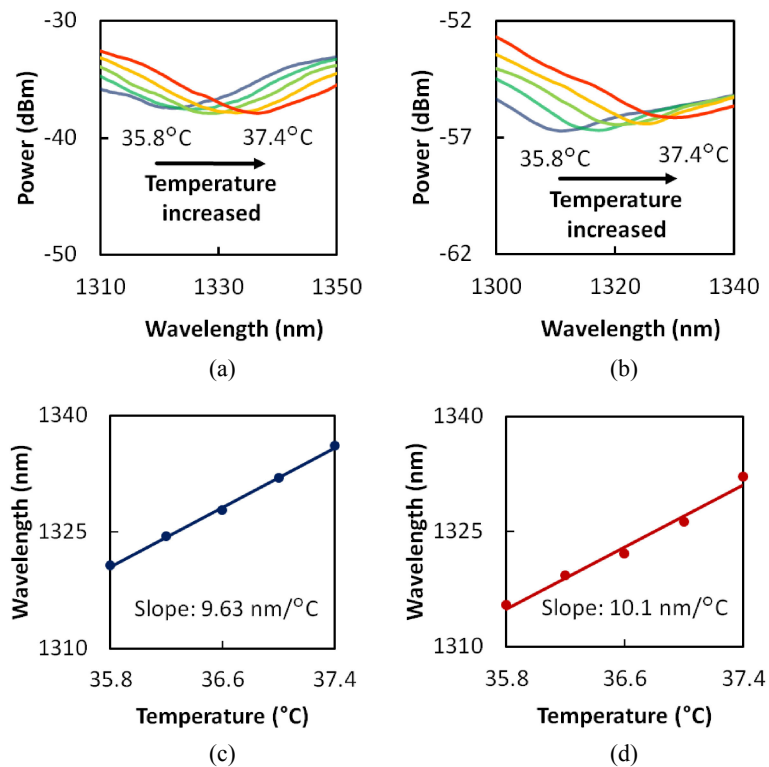 -30
-40
-50
Power (dBm)
35.8°C
37.4°C
Temperature
increased
1310
1330
1350
Wavelength (nm)
(a)
-52
-57
-62
Power (dBm)
35.8°C
37.4°C
Temperature
increased
1300
1320
1340
Wavelength (nm)
(b)
1340
1325
1310
Wavelength (nm)
Slope: 9.63 nm/°C
35.8
36.6
37.4
Temperature (°C)
(c)
1340
1325
1310
Wavelength (nm)
Slope: 10.1 nm/°C
35.8
36.6
37.4
Temperature (°C)
(d)